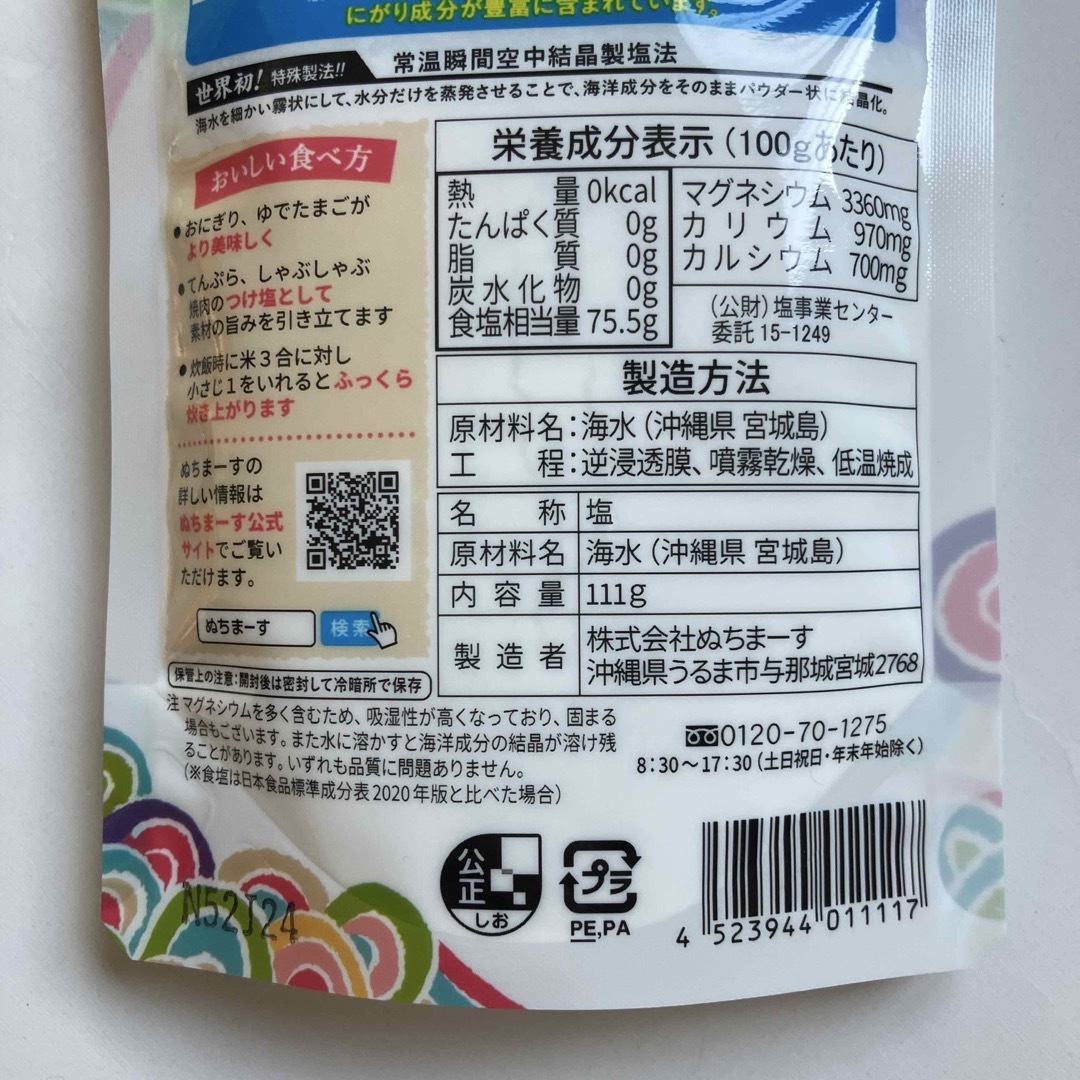 にがり成分が豊富に含まれています。
世界初! 特殊製法!! 常温瞬間空中結晶製塩法
海水を細かい霧状にして、水分だけを蒸発させることで、海洋成分をそのままパウダー状に結晶化。
おいしい食べ方
● おにぎり、ゆでたまごが
より美味しく
● てんぷら、しゃぶしゃぶ
焼肉のつけ塩として
素材の旨みを引き立てます
● 炊飯時に米3合に対し
小さじ1をいれるとふっくら
炊き上がります
ぬちまーすの
詳しい情報は
ぬちまーす公式
サイトでご覧い
ただけます。
ぬちまーす 検索
栄養成分表示(100gあたり)
熱量 0kcal
たんぱく質 0g
脂質 0g
炭水化物 0g
食塩相当量 75.5g
マグネシウム 3360mg
カリウム 970mg
カルシウム 700mg
(公財)塩事業センター
委託 15-1249
製造方法
原材料名:海水(沖縄県 宮城島)
工程:逆浸透膜、噴霧乾燥、低温焼成
名称 塩
原材料名 海水(沖縄県 宮城島)
内容量 111g
製造者 株式会社ぬちまーす
沖縄県うるま市与那城宮城2768
保管上の注意:開封後は密封して冷暗所で保存
注 マグネシウムを多く含むため、吸湿性が高くなっており、固まる
場合もございます。また水に溶かすと海洋成分の結晶が溶け残
ることがあります。いずれも品質に問題ありません。
(※食塩は日本食品標準成分表2020年版と比べた場合)
0120-70-1275
8:30〜17:30(土日祝日・年末年始除く)
公正
しお
プラ
PE,PA
4 523944 011117
N52J24